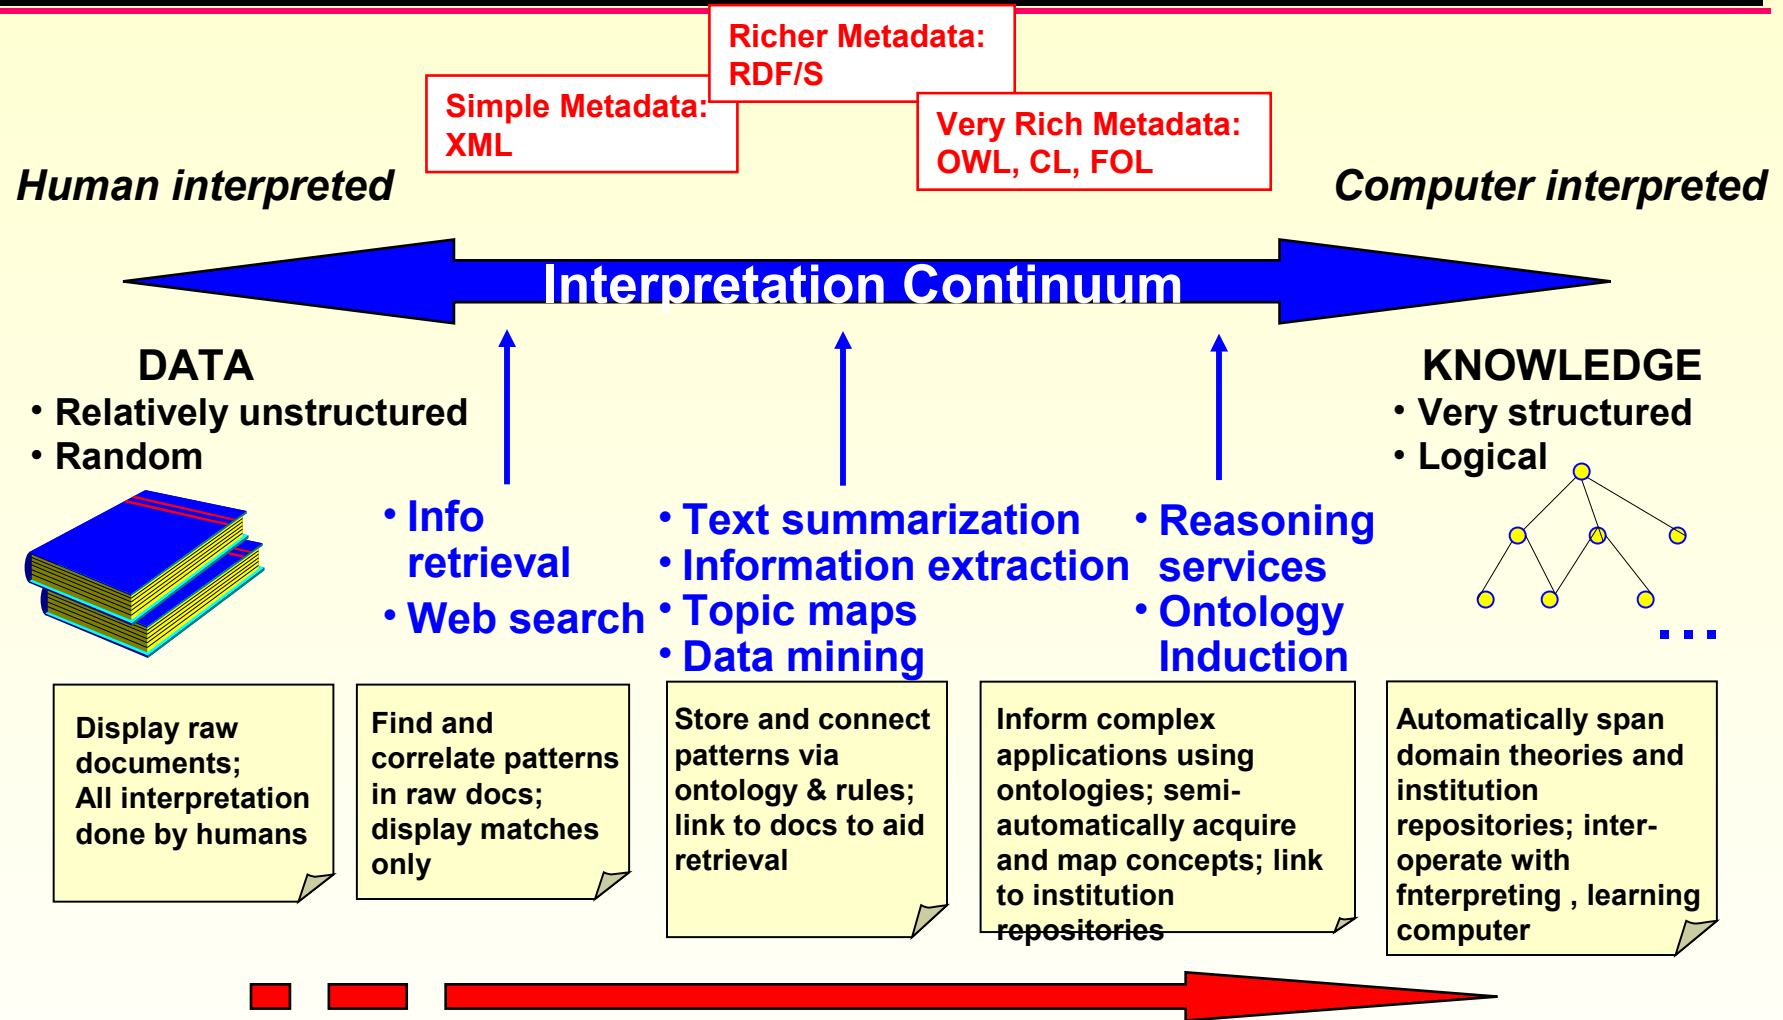 Richer Metadata:
RDF/S
Simple Metadata:
XML
Very Rich Metadata:
OWL, CL, FOL
Human interpreted
Computer interpreted
Interpretation Continuum
DATA
• Relatively unstructured
• Random
KNOWLEDGE
• Very structured
• Logical
• Info
retrieval
• Web search
• Text summarization
• Information extraction
• Topic maps
• Data mining
• Reasoning
services
• Ontology
Induction
...
Display raw
documents;
All interpretation
done by humans
Find and
correlate patterns
in raw docs;
display matches
only
Store and connect
patterns via
ontology & rules;
link to docs to aid
retrieval
Inform complex
applications using
ontologies; semi-
automatically acquire
and map concepts; link
to institution
repositories
Automatically span
domain theories and
institution
repositories; inter-
operate with
fnterpreting , learning
computer